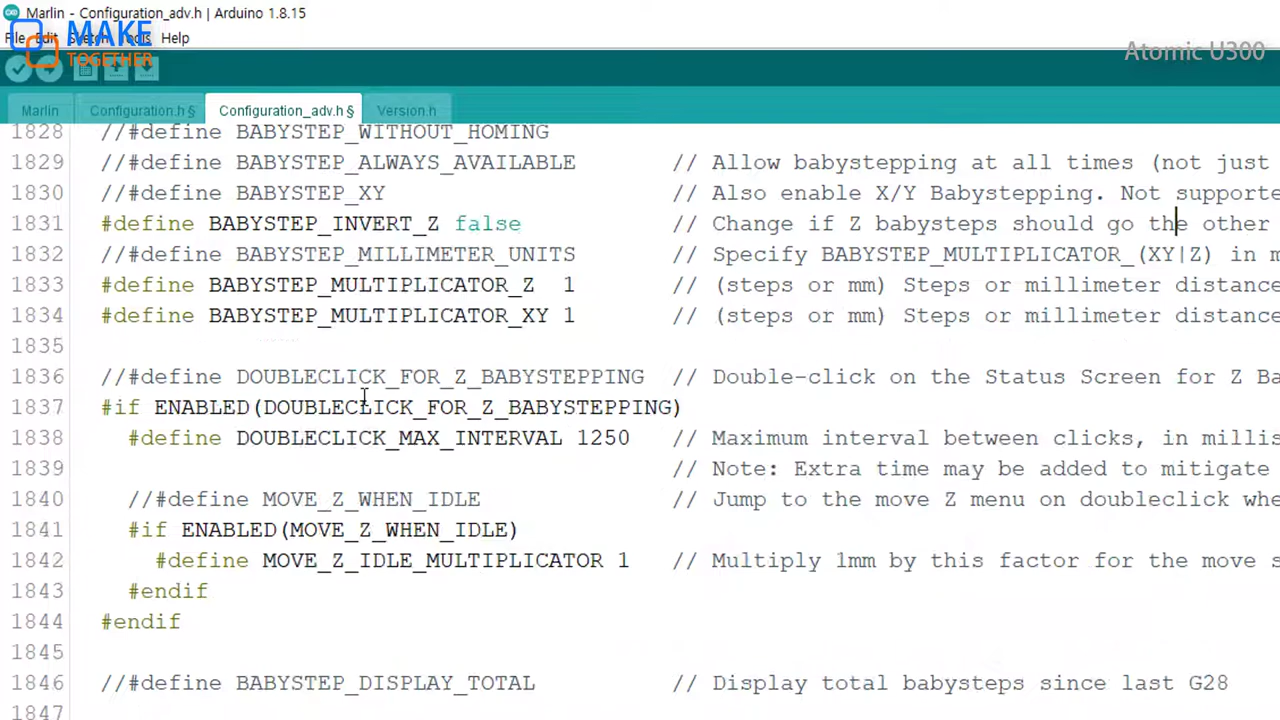 Marlin - Configuration_adv.h | Arduino 1.8.15
File Edit Sketch Tools Help
MAKE
TOGETHER
Atomic U300
Marlin Configuration.h § Configuration_adv.h § Version.h
1828 //#define BABYSTEP_WITHOUT_HOMING
1829 //#define BABYSTEP_ALWAYS_AVAILABLE // Allow babystepping at all times (not just
1830 //#define BABYSTEP_XY // Also enable X/Y Babystepping. Not supporte
1831 #define BABYSTEP_INVERT_Z false // Change if Z babysteps should go the other
1832 //#define BABYSTEP_MILLIMETER_UNITS // Specify BABYSTEP_MULTIPLICATOR_(XY|Z) in m
1833 #define BABYSTEP_MULTIPLICATOR_Z 1 // (steps or mm) Steps or millimeter distance
1834 #define BABYSTEP_MULTIPLICATOR_XY 1 // (steps or mm) Steps or millimeter distance
1835
1836 //#define DOUBLECLICK_FOR_Z_BABYSTEPPING // Double-click on the Status Screen for Z Ba
1837 #if ENABLED(DOUBLECLICK_FOR_Z_BABYSTEPPING)
1838 #define DOUBLECLICK_MAX_INTERVAL 1250 // Maximum interval between clicks, in millis
1839 // Note: Extra time may be added to mitigate
1840 //#define MOVE_Z_WHEN_IDLE // Jump to the move Z menu on doubleclick whe
1841 #if ENABLED(MOVE_Z_WHEN_IDLE)
1842 #define MOVE_Z_IDLE_MULTIPLICATOR 1 // Multiply 1mm by this factor for the move s
1843 #endif
1844 #endif
1845
1846 //#define BABYSTEP_DISPLAY_TOTAL // Display total babysteps since last G28
1847